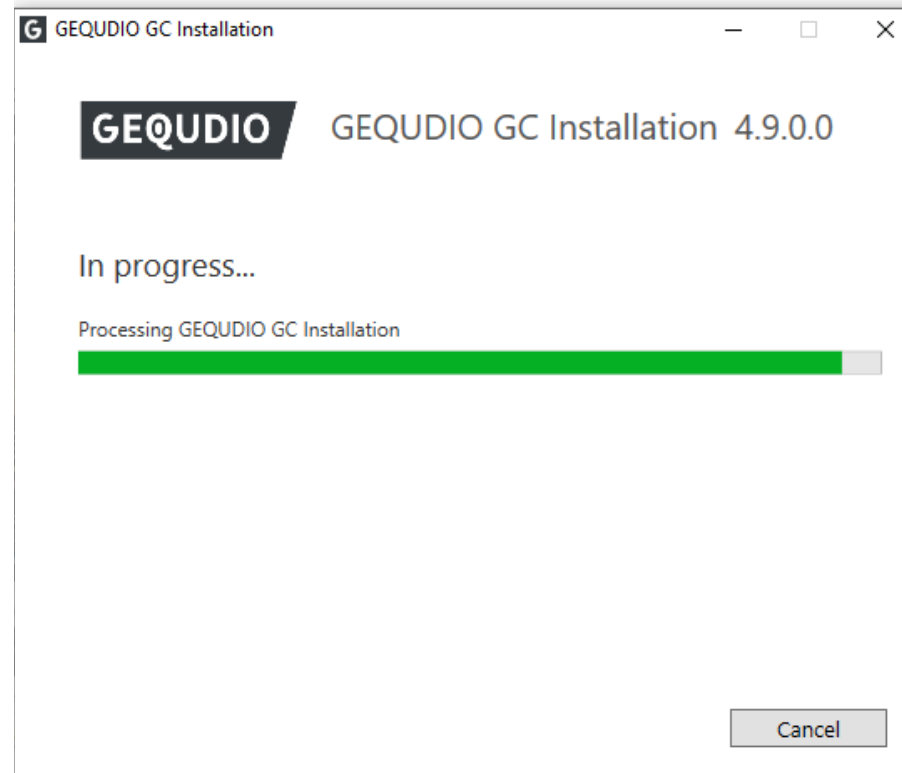 G GEQUDIO GC Installation
GEQUDIO GEQUDIO GC Installation 4.9.0.0
In progress...
Processing GEQUDIO GC Installation
Cancel